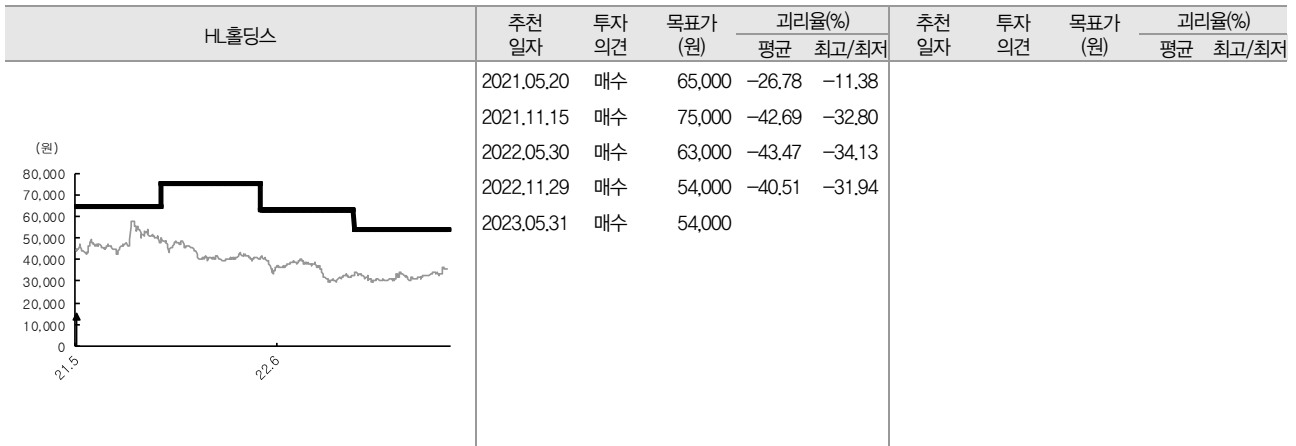 HL홀딩스 추천 투자 목표가 괴리율(%) 추천 투자 목표가 괴리율(%)
일자 의견 (원) 평균 최고/최저 일자 의견 (원) 평균 최고/최저
2021.05.20 매수 65,000 -26.78 -11.38
2021.11.15 매수 75,000 -42.69 -32.80
2022.05.30 매수 63,000 -43.47 -34.13
2022.11.29 매수 54,000 -40.51 -31.94
2023.05.31 매수 54,000
(원)
80,000
70,000
60,000
50,000
40,000
30,000
20,000
10,000
0
21.5 22.6